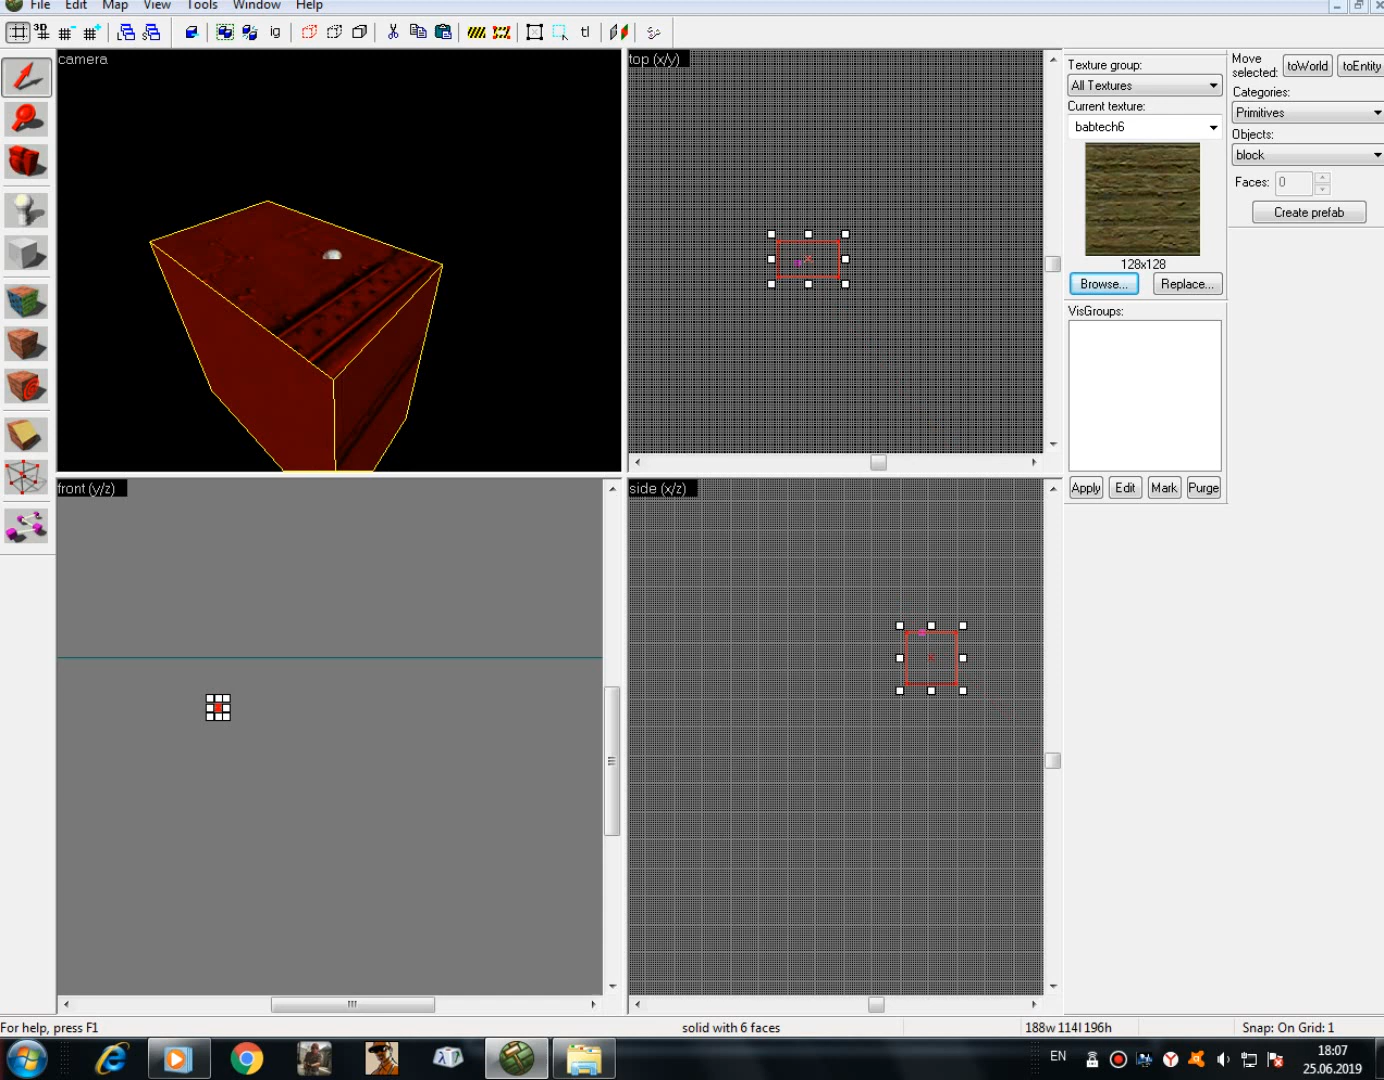 File Edit Map View Tools Window Help
3D
ig
tl
camera
top (x/y)
front (y/z)
side (x/z)
Texture group:
All Textures
Current texture:
babtech6
128x128
Browse...
Replace...
VisGroups:
Apply
Edit
Mark
Purge
Move
selected:
toWorld
toEntity
Categories:
Primitives
Objects:
block
Faces:
0
Create prefab
For help, press F1
solid with 6 faces
188w 114l 196h
Snap: On Grid: 1
EN
18:07
25.06.2019